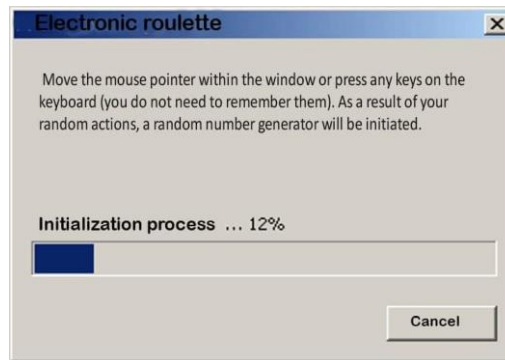 Electronic roulette
Move the mouse pointer within the window or press any keys on the
keyboard (you do not need to remember them). As a result of your
random actions, a random number generator will be initiated.
Initialization process ... 12%
Cancel